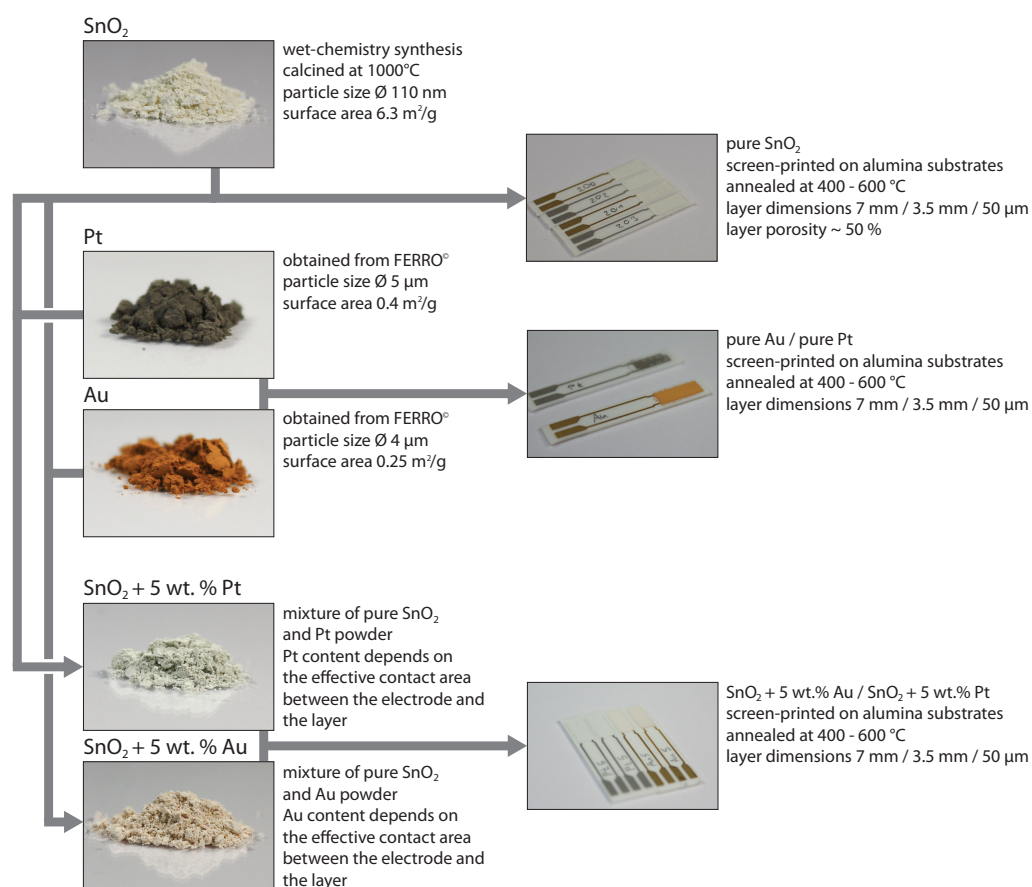 SnO₂
wet-chemistry synthesis
calcined at 1000°C
particle size Ø 110 nm
surface area 6.3 m²/g
pure SnO₂
screen-printed on alumina substrates
annealed at 400 - 600 °C
layer dimensions 7 mm / 3.5 mm / 50 µm
layer porosity ~ 50 %
200
202
201
203
Pt
obtained from FERRO©
particle size Ø 5 µm
surface area 0.4 m²/g
pure Au / pure Pt
screen-printed on alumina substrates
annealed at 400 - 600 °C
layer dimensions 7 mm / 3.5 mm / 50 µm
Pt
Au
Au
obtained from FERRO©
particle size Ø 4 µm
surface area 0.25 m²/g
SnO₂ + 5 wt. % Pt
mixture of pure SnO₂
and Pt powder
Pt content depends on
the effective contact area
between the electrode and
the layer
SnO₂ + 5 wt.% Au / SnO₂ + 5 wt.% Pt
screen-printed on alumina substrates
annealed at 400 - 600 °C
layer dimensions 7 mm / 3.5 mm / 50 µm
SnO₂ + 5 wt. % Au
mixture of pure SnO₂
and Au powder
Au content depends on
the effective contact area
between the electrode and
the layer